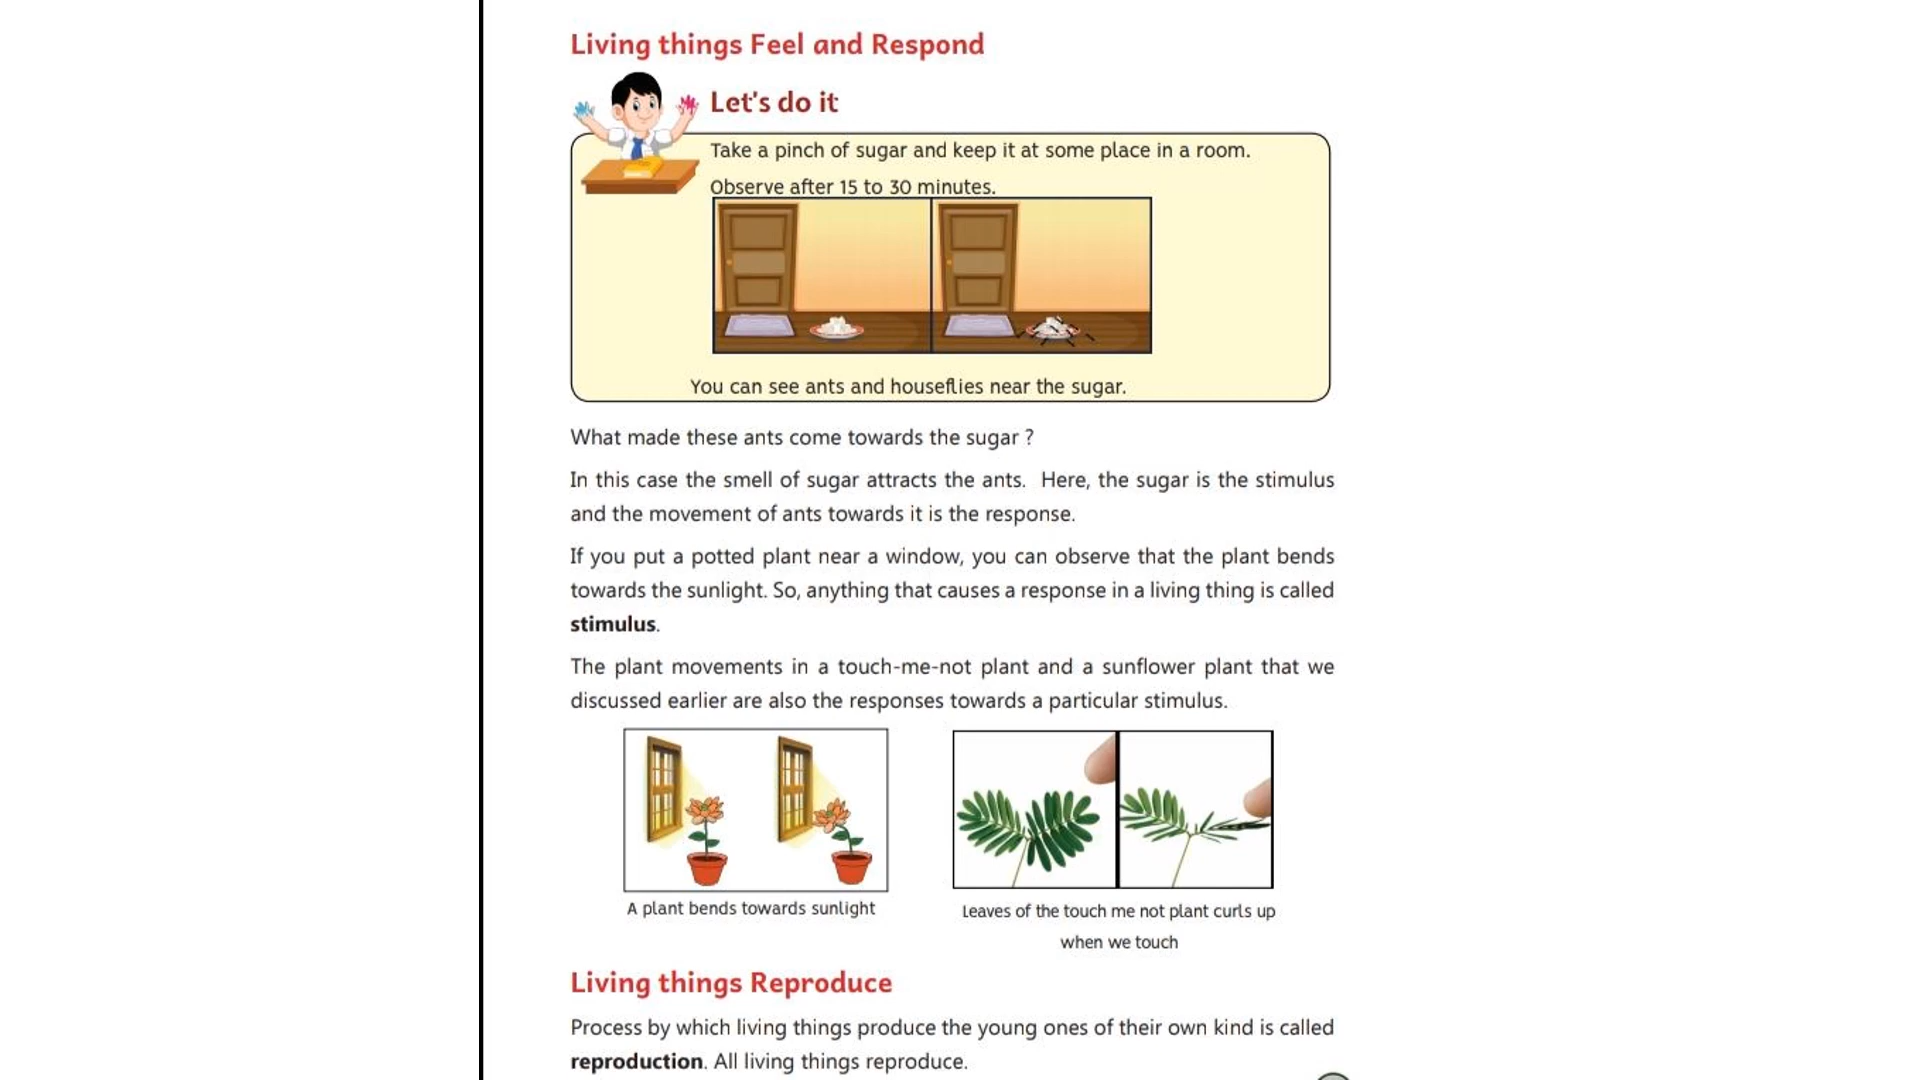 Living things Feel and Respond
Let's do it
Take a pinch of sugar and keep it at some place in a room.
Observe after 15 to 30 minutes.
You can see ants and houseflies near the sugar.
What made these ants come towards the sugar ?
In this case the smell of sugar attracts the ants. Here, the sugar is the stimulus
and the movement of ants towards it is the response.
If you put a potted plant near a window, you can observe that the plant bends
towards the sunlight. So, anything that causes a response in a living thing is called
stimulus.
The plant movements in a touch-me-not plant and a sunflower plant that we
discussed earlier are also the responses towards a particular stimulus.
A plant bends towards sunlight
Leaves of the touch me not plant curls up
when we touch
Living things Reproduce
Process by which living things produce the young ones of their own kind is called
reproduction. All living things reproduce.